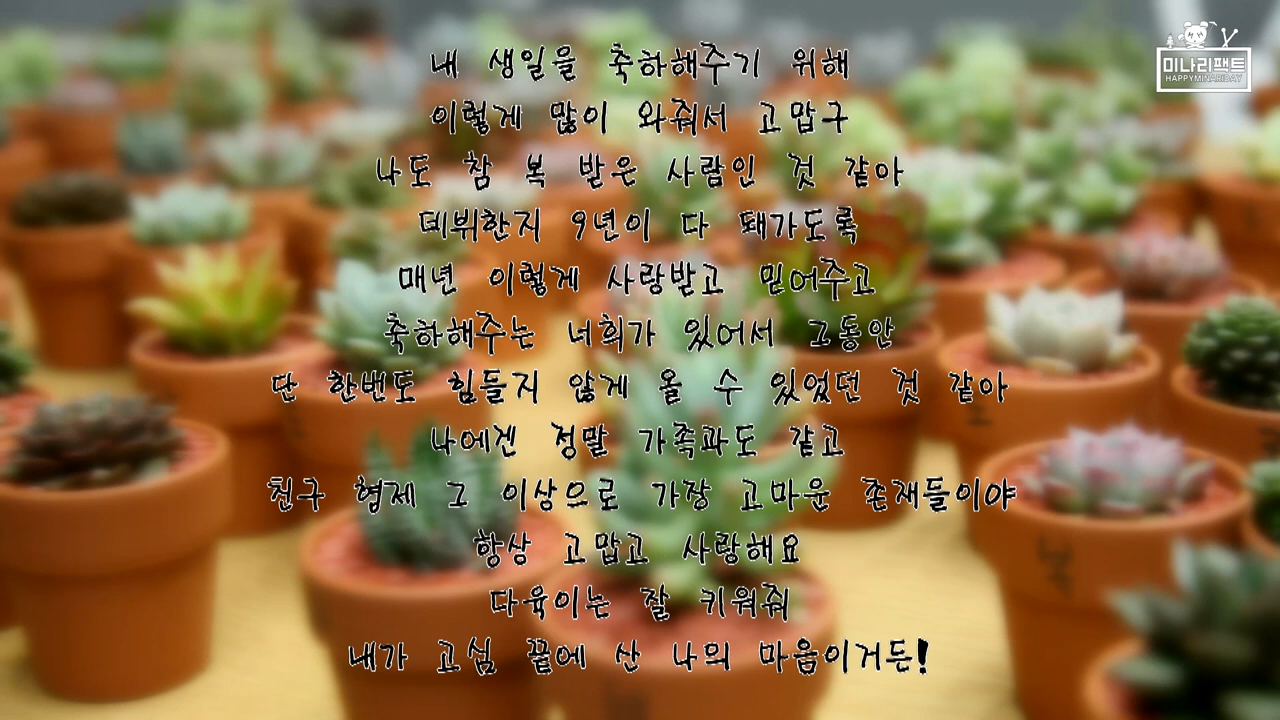 미나리팩트
HAPPYMINARIDAY
내 생일을 축하해주기 위해
이렇게 많이 와줘서 고맙구
나도 참 복 받은 사람인 것 같아
데뷔한지 9년이 다 돼가도록
매년 이렇게 사랑받고 믿어주고
축하해주는 너희가 있어서 그동안
단 한번도 힘들지 않게 올 수 있었던 것 같아
나에겐 정말 가족과도 같고
친구 형제 그 이상으로 가장 고마운 존재들이야
항상 고맙고 사랑해요
다육이는 잘 키워줘
내가 고심 끝에 산 나의 마음이거든!